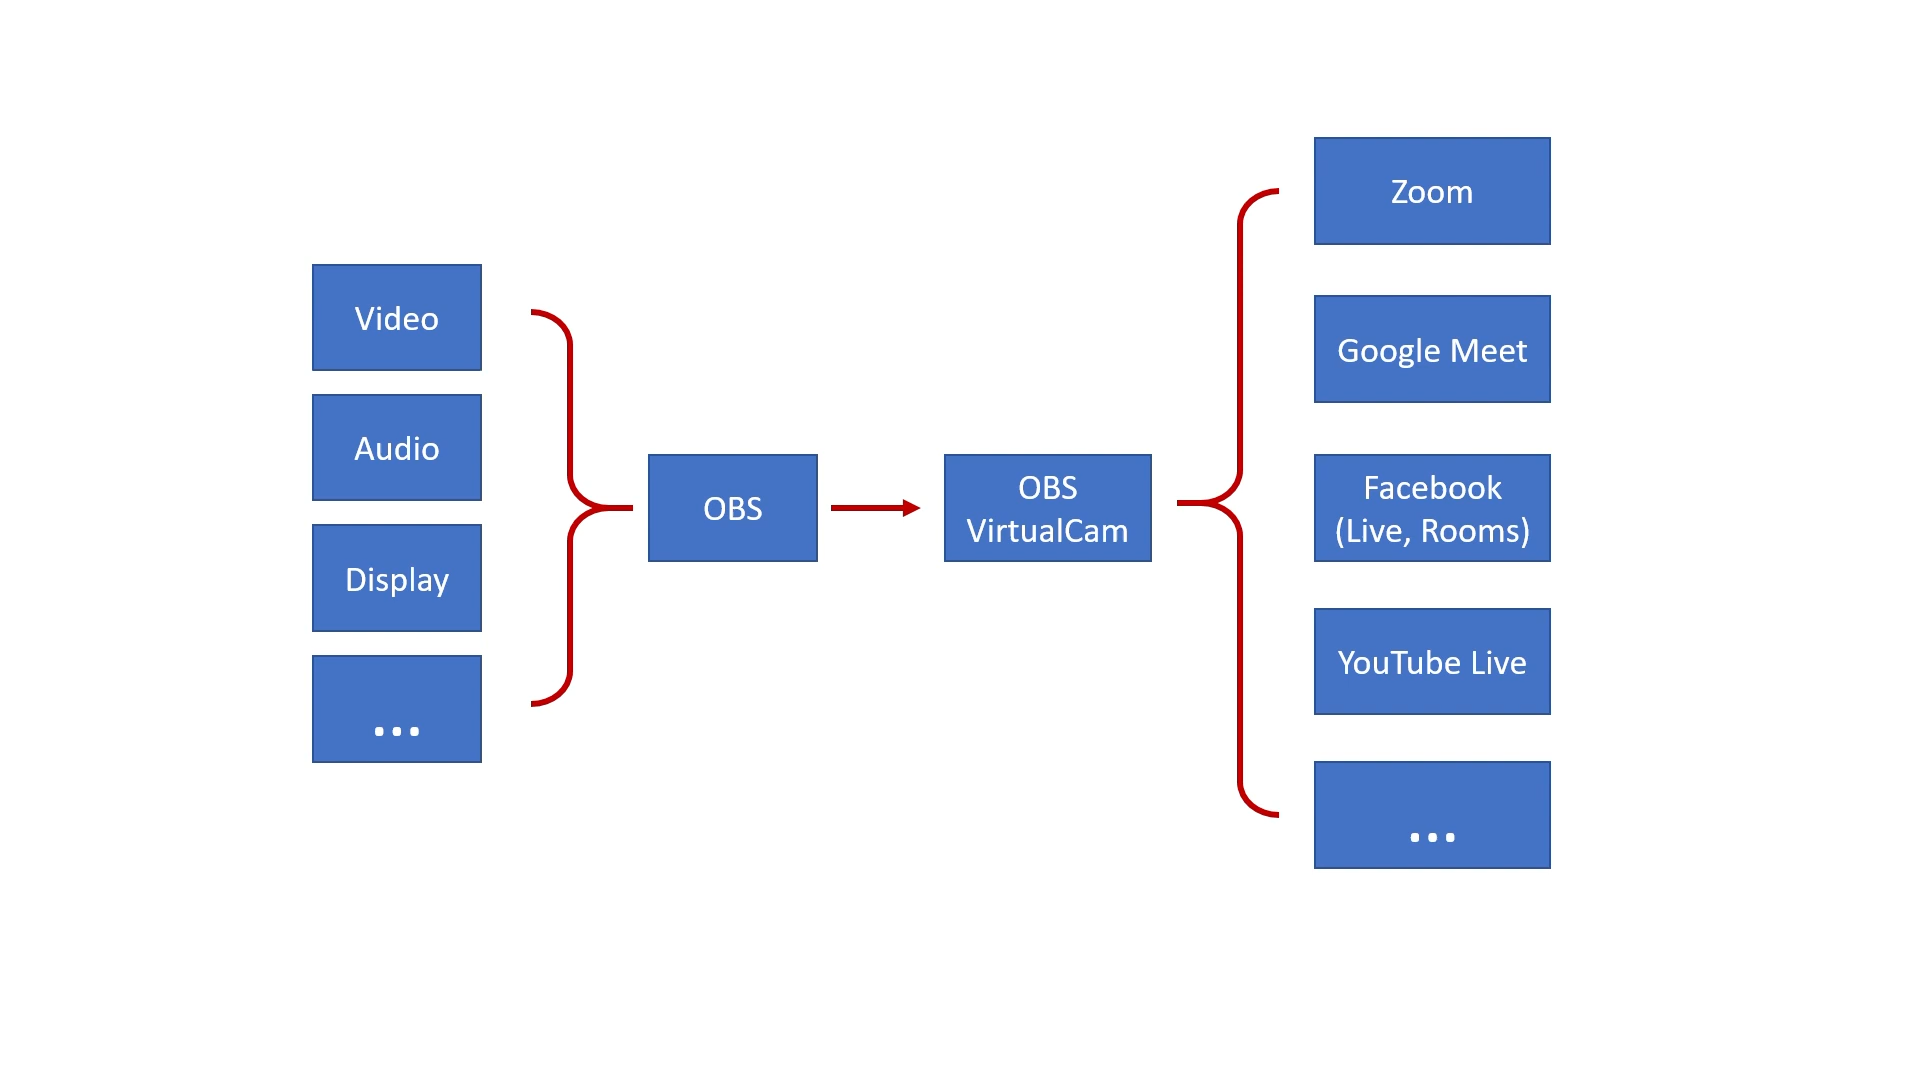 Video
Audio
Display
...
OBS
OBS
VirtualCam
Zoom
Google Meet
Facebook
(Live, Rooms)
YouTube Live
...